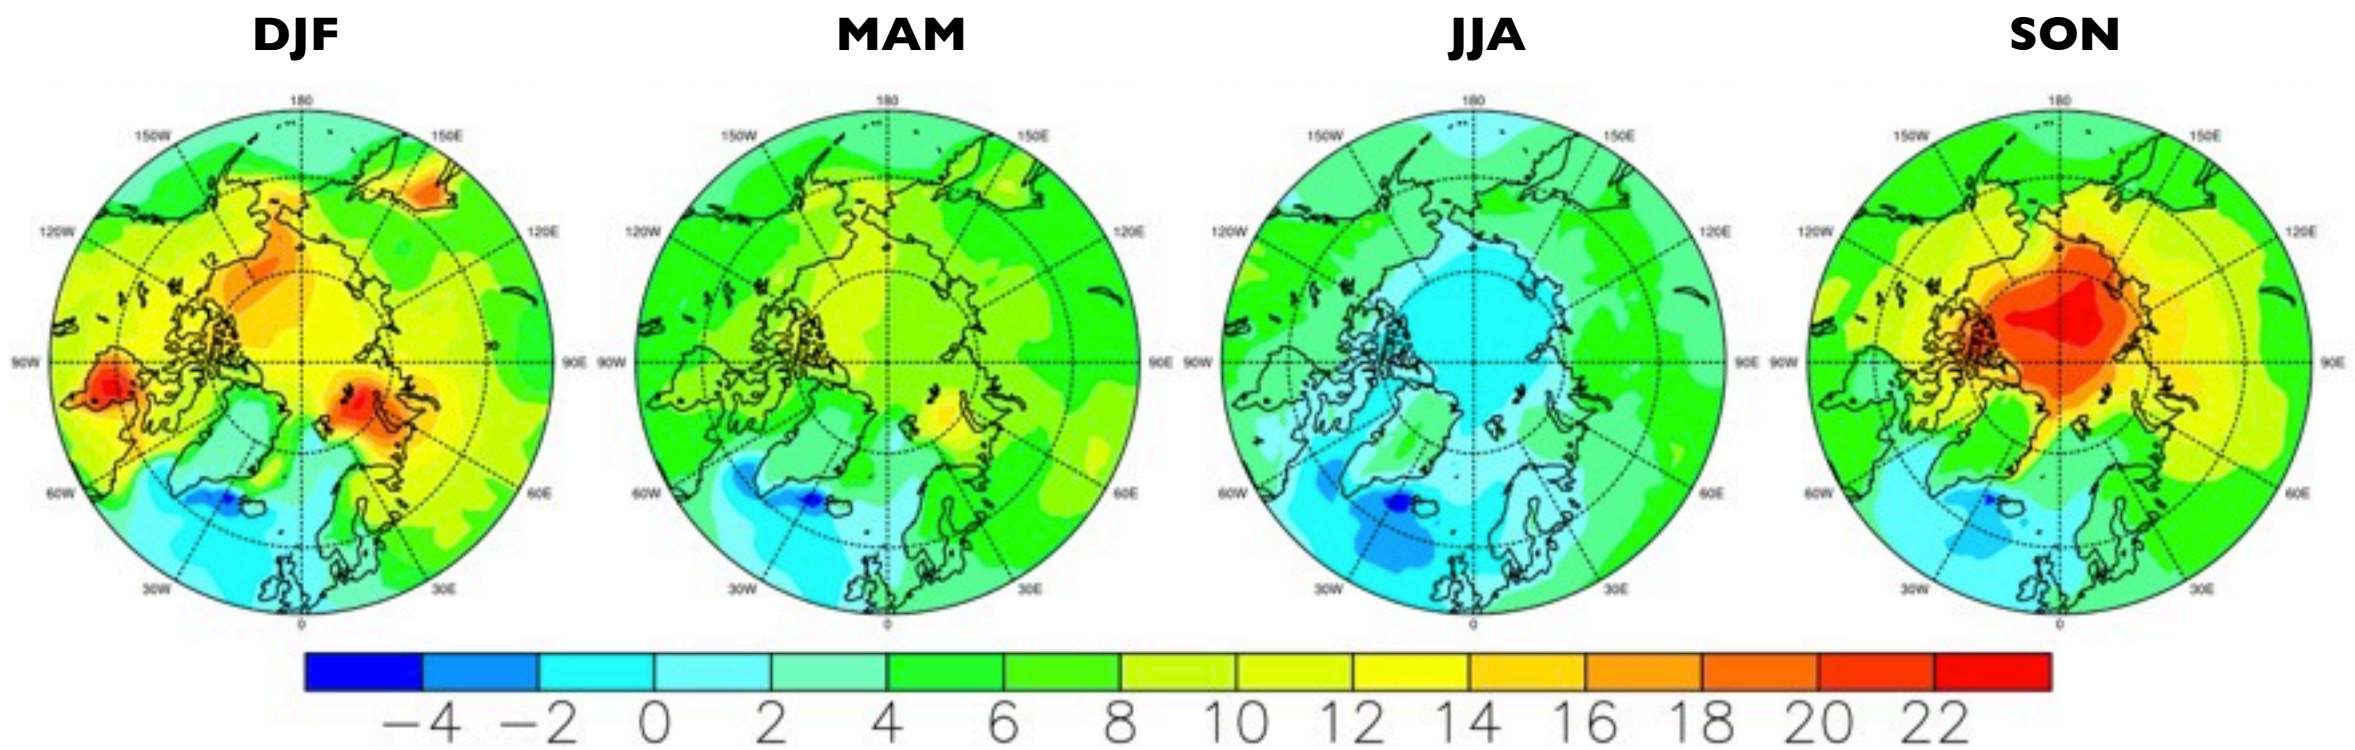 DJF MAM JJA SON
180 180 180 180
150W 150E 150W 150E 150W 150E 150W 150E
120W 120E 120W 120E 120W 120E 120W 120E
12
8
90W 90E 90W 90E 90W 90E 90W 90E
60W 60E 60W 60E 60W 60E 60W 60E
30W 30E 30W 30E 30W 30E 30W 30E
0 0 0 0
−4 −2 0 2 4 6 8 10 12 14 16 18 20 22